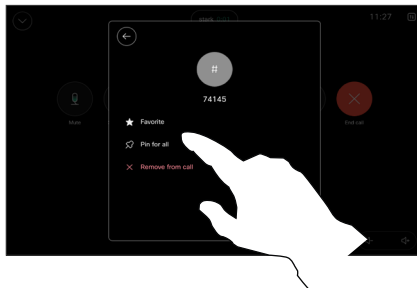 11:27
#
74145
Mute
End call
Favorite
Pin for all
Remove from call